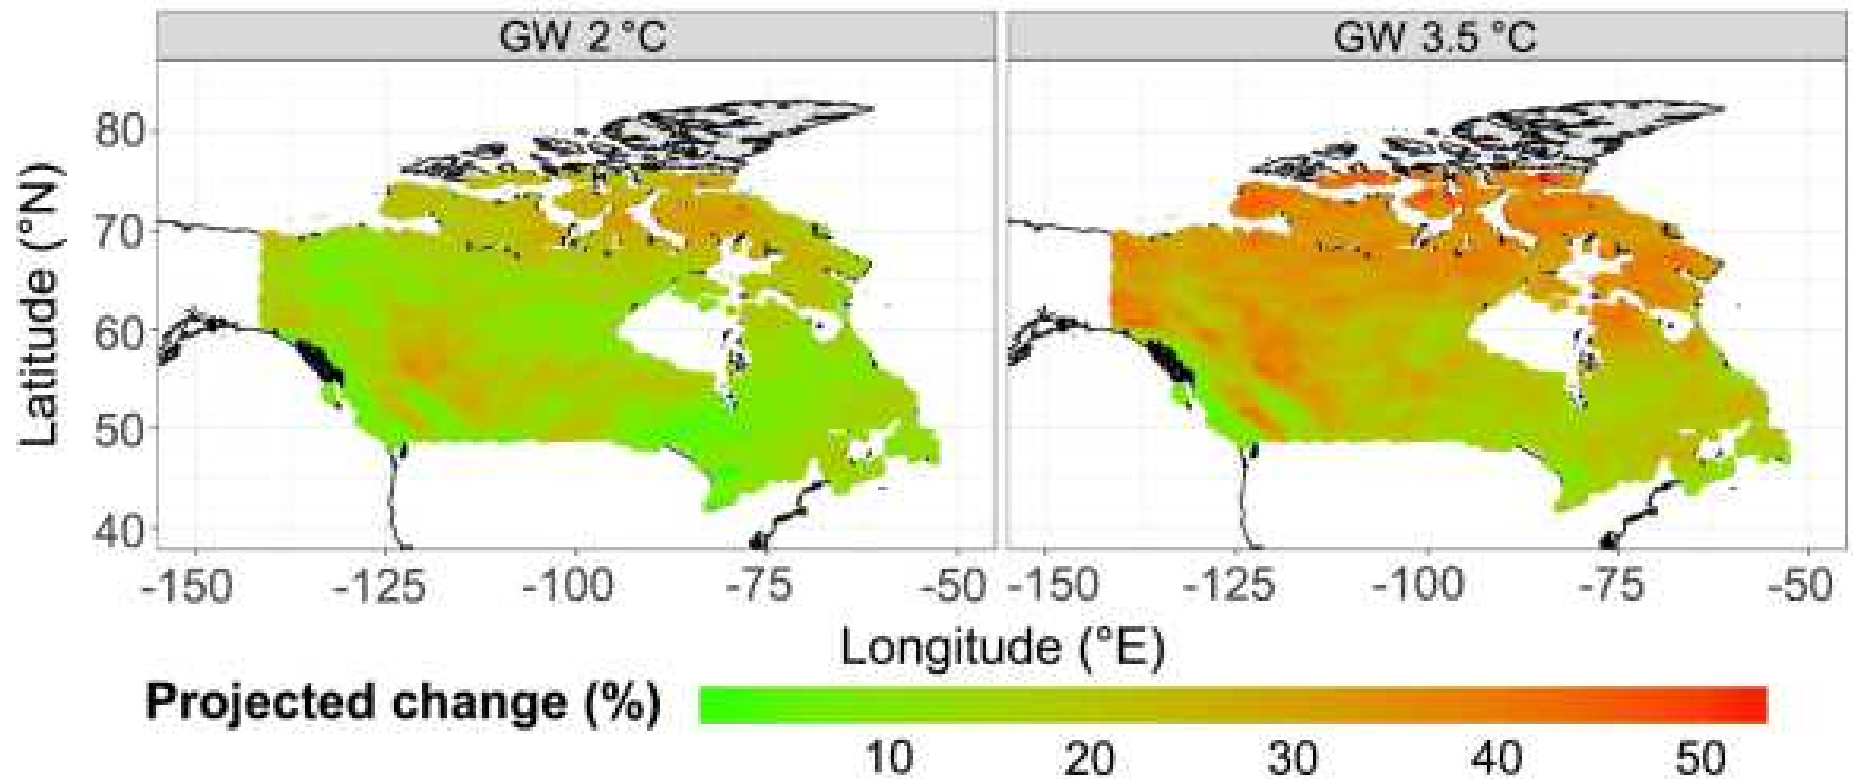 GW 2 °C
GW 3.5 °C
80
70
60
50
40
Latitude (°N)
-150 -125 -100 -75 -50 -150 -125 -100 -75 -50
Longitude (°E)
Projected change (%)
10 20 30 40 50